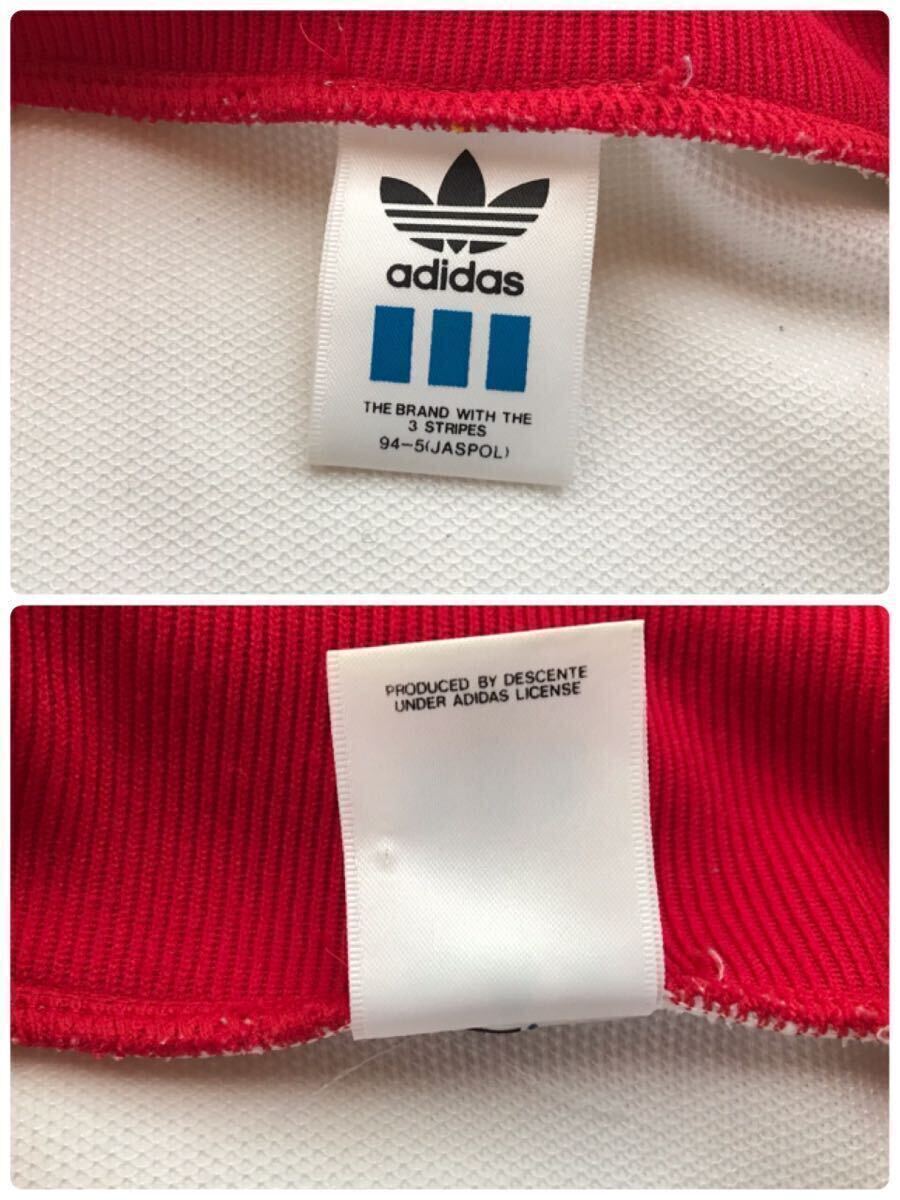 adidas
THE BRAND WITH THE
3 STRIPES
94-5(JASPOL)
PRODUCED BY DESCENTE
UNDER ADIDAS LICENSE